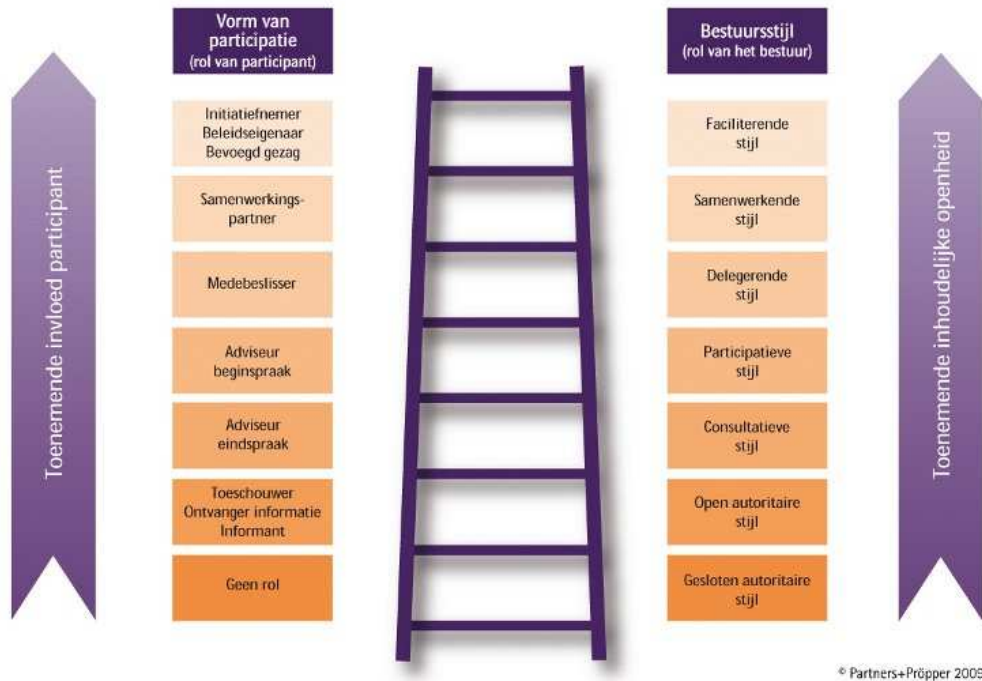 Vorm van
participatie
(rol van participant)
Bestuursstijl
(rol van het bestuur)
Toenemende invloed participant
Initiatiefnemer
Beleidseigenaar
Bevoegd gezag
Faciliterende
stijl
Samenwerkings-
partner
Samenwerkende
stijl
Medebeslisser
Delegerende
stijl
Adviseur
beginspraak
Participatieve
stijl
Adviseur
eindspraak
Consultatieve
stijl
Toeschouwer
Ontvanger informatie
Informant
Open autoritaire
stijl
Geen rol
Gesloten autoritaire
stijl
Toenemende inhoudelijke openheid
© Partners+Pröpper 2009